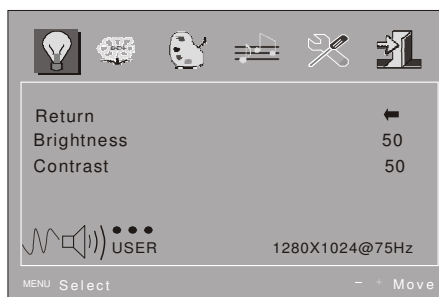 Return
Brightness 50
Contrast 50
USER 1280X1024@75Hz
MENU Select - + Move